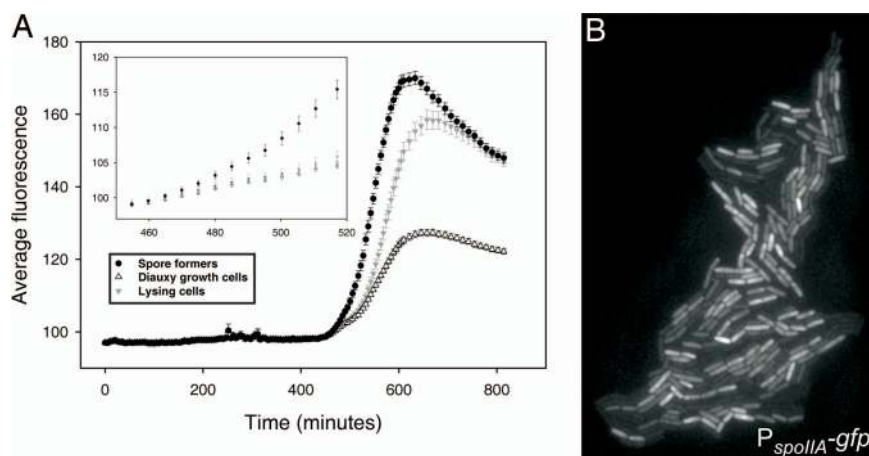 A
B
180
160
140
120
100
Average fluorescence
0
200
400
600
800
Time (minutes)
120
115
110
105
100
460
480
500
520
Spore formers
Diauxy growth cells
Lysing cells
PspoIIA-gfp